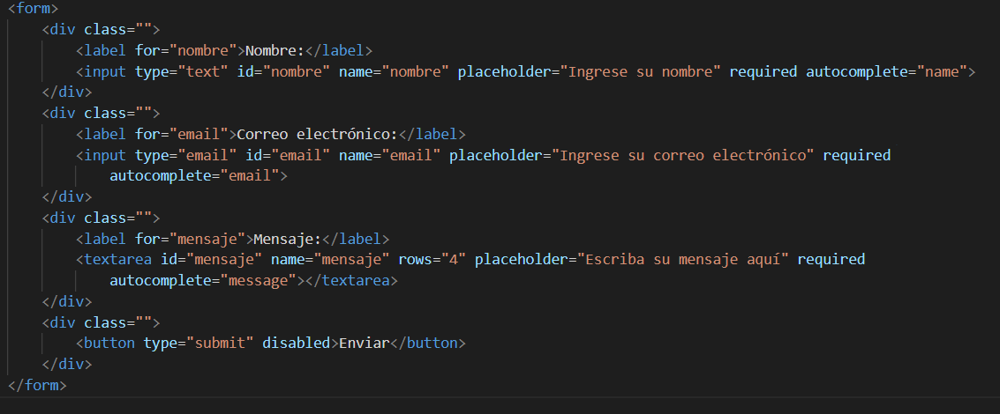 <form>
<div class="">
<label for="nombre">Nombre:</label>
<input type="text" id="nombre" name="nombre" placeholder="Ingrese su nombre" required autocomplete="name">
</div>
<div class="">
<label for="email">Correo electrónico:</label>
<input type="email" id="email" name="email" placeholder="Ingrese su correo electrónico" required
autocomplete="email">
</div>
<div class="">
<label for="mensaje">Mensaje:</label>
<textarea id="mensaje" name="mensaje" rows="4" placeholder="Escriba su mensaje aquí" required
autocomplete="message"></textarea>
</div>
<div class="">
<button type="submit" disabled>Enviar</button>
</div>
</form>